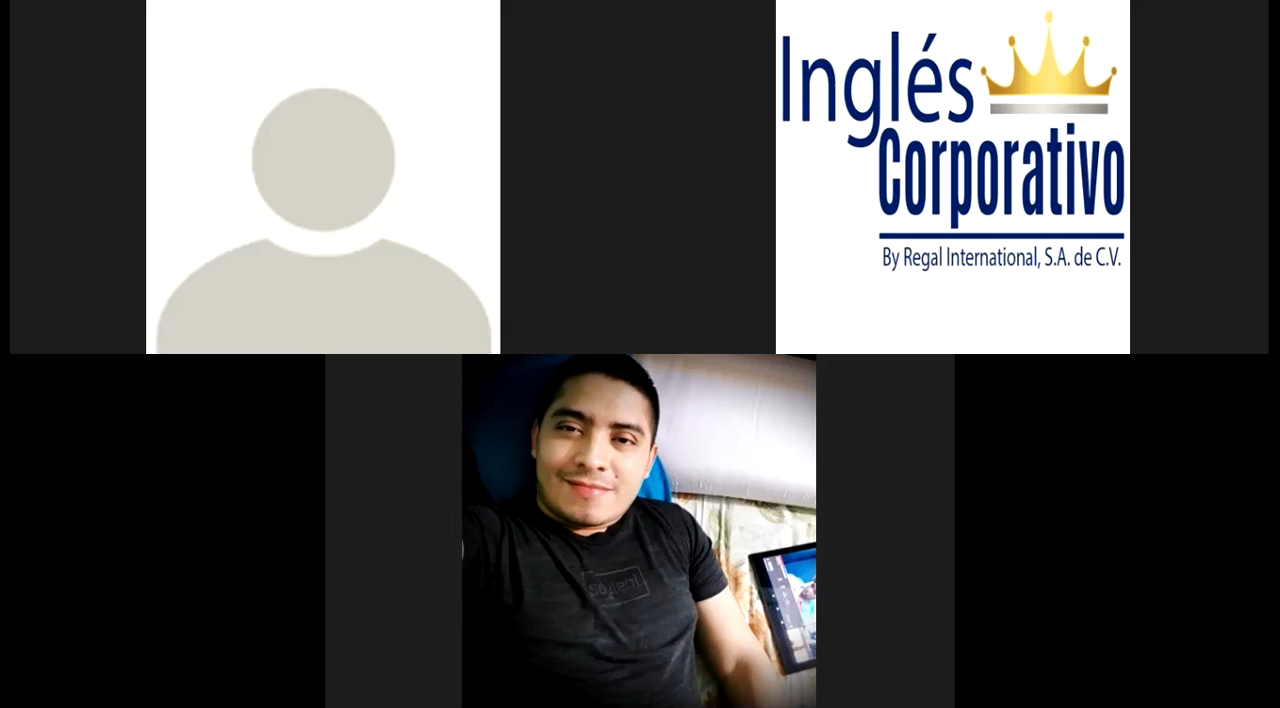 Inglés
Corporativo
By Regal International, S.A. de C.V.